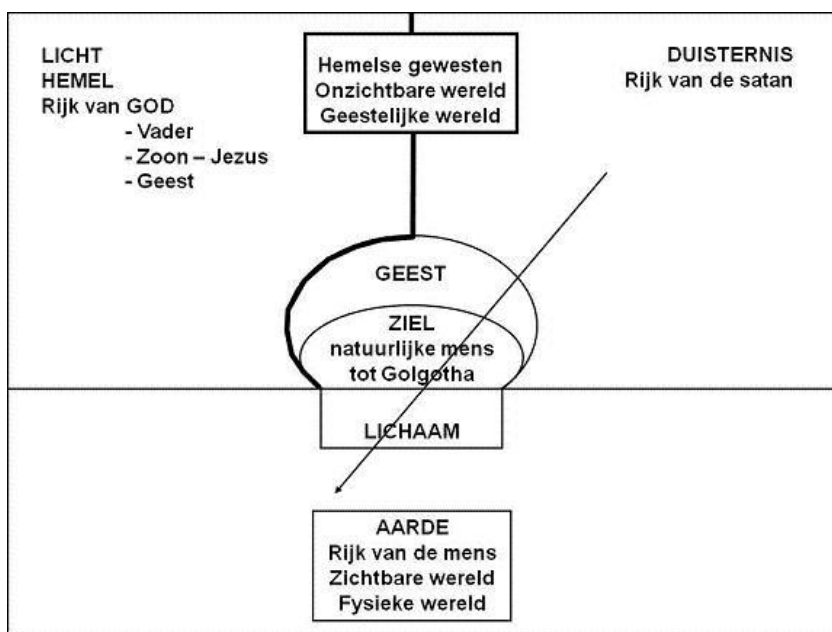 LICHT
HEMEL
Rijk van GOD
- Vader
- Zoon – Jezus
- Geest
Hemelse gewesten
Onzichtbare wereld
Geestelijke wereld
DUISTERNIS
Rijk van de satan
GEEST
ZIEL
natuurlijke mens
tot Golgotha
LICHAAM
AARDE
Rijk van de mens
Zichtbare wereld
Fysieke wereld